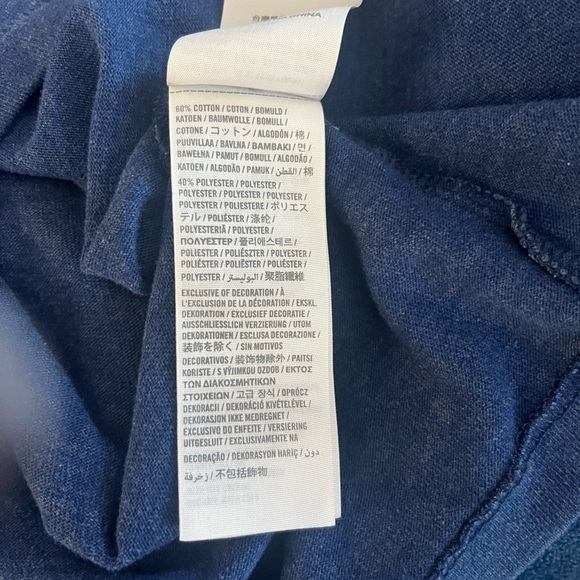 CHINA
60% COTTON / COTON / BOMULD /
KATOEN / BAUMWOLLE / BOMULL /
COTONE / コットン / ALGODÓN / 棉 /
PUUVILLAA / BAVLNA / ΒΑΜΒΑΚΙ / 면 /
BAWEŁNA / PAMUT / BOMULL / ALGODÃO /
KATOEN / ALGODÃO / PAMUK / القطن / 棉
40% POLYESTER / POLYESTER /
POLYESTER / POLYESTER / POLYESTER /
POLYESTER / POLIESTERE / ポリエス
テル / POLIÉSTER / 涤纶 /
POLYESTERIÄ / POLYESTER /
ΠΟΛΥΕΣΤΕΡ / 폴리에스테르 /
POLIESTER / POLIÉSZTER / POLYESTER /
POLIÉSTER / POLIÉSTER / POLIÉSTER /
POLYESTER / البوليستر / 聚脂纖維
EXCLUSIVE OF DECORATION / À
L'EXCLUSION DE LA DÉCORATION / EKSKL.
DEKORATION / EXCLUSIEF DECORATIE /
AUSSCHLIESSLICH VERZIERUNG / UTOM
DEKORATIONEN / ESCLUSA DECORAZIONE /
装飾を除く / SIN MOTIVOS
DECORATIVOS / 装饰物除外 / PAITSI
KORISTE / S VÝJIMKOU OZDOB / ΕΚΤΟΣ
ΤΩΝ ΔΙΑΚΟΣΜΗΤΙΚΩΝ
ΣΤΟΙΧΕΙΩΝ / 고급 장식 / OPRÓCZ
DEKORACJI / DEKORÁCIÓ KIVÉTELÉVEL /
DEKORASJON IKKE MEDREGNET /
EXCLUSIVO DO ENFEITE / VERSIERING
UITGESLUIT / EXCLUSIVAMENTE NA
DECORAÇÃO / DEKORASYON HARİÇ / دون
زخرفة / 不包括飾物